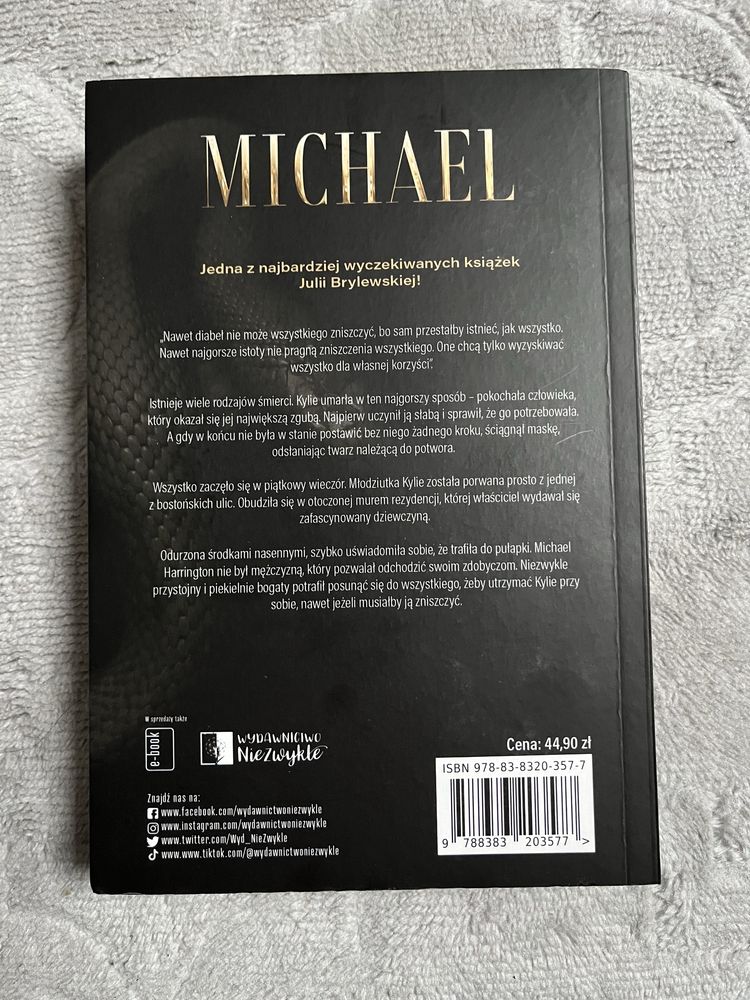 MICHAEL
Jedna z najbardziej wyczekiwanych książek
Julii Brylewskiej!
„Nawet diabeł nie może wszystkiego zniszczyć, bo sam przestałby istnieć, jak wszystko.
Nawet najgorsze istoty nie pragną zniszczenia wszystkiego. One chcą tylko wyzyskiwać
wszystko dla własnej korzyści”.
Istnieje wiele rodzajów śmierci. Kylie umarła w ten najgorszy sposób – pokochała człowieka,
który okazał się jej największą zgubą. Najpierw uczynił ją słabą i sprawił, że go potrzebowała.
A gdy w końcu nie była w stanie postawić bez niego żadnego kroku, ściągnął maskę,
odsłaniając twarz należącą do potwora.
Wszystko zaczęło się w piątkowy wieczór. Młodziutka Kylie została porwana prosto z jednej
z bostońskich ulic. Obudziła się w otoczonej murem rezydencji, której właściciel wydawał się
zafascynowany dziewczyną.
Odurzona środkami nasennymi, szybko uświadomiła sobie, że trafiła do pułapki. Michael
Harrington nie był mężczyzną, który pozwalał odchodzić swoim zdobyczom. Niezwykle
przystojny i piekielnie bogaty potrafił posunąć się do wszystkiego, żeby utrzymać Kylie przy
sobie, nawet jeżeli musiałby ją zniszczyć.
W sprzedaży także
e-book
WYDAWNICTWO
NieZwykłe
Cena: 44,90 zł
ISBN 978-83-8320-357-7
9 788383 203577 >
Znajdź nas na:
www.facebook.com/wydawnictwoniezwykle
www.instagram.com/wydawnictwoniezwykle
www.twitter.com/Wyd_NieZwykle
www.tiktok.com/@wydawnictwoniezwykle